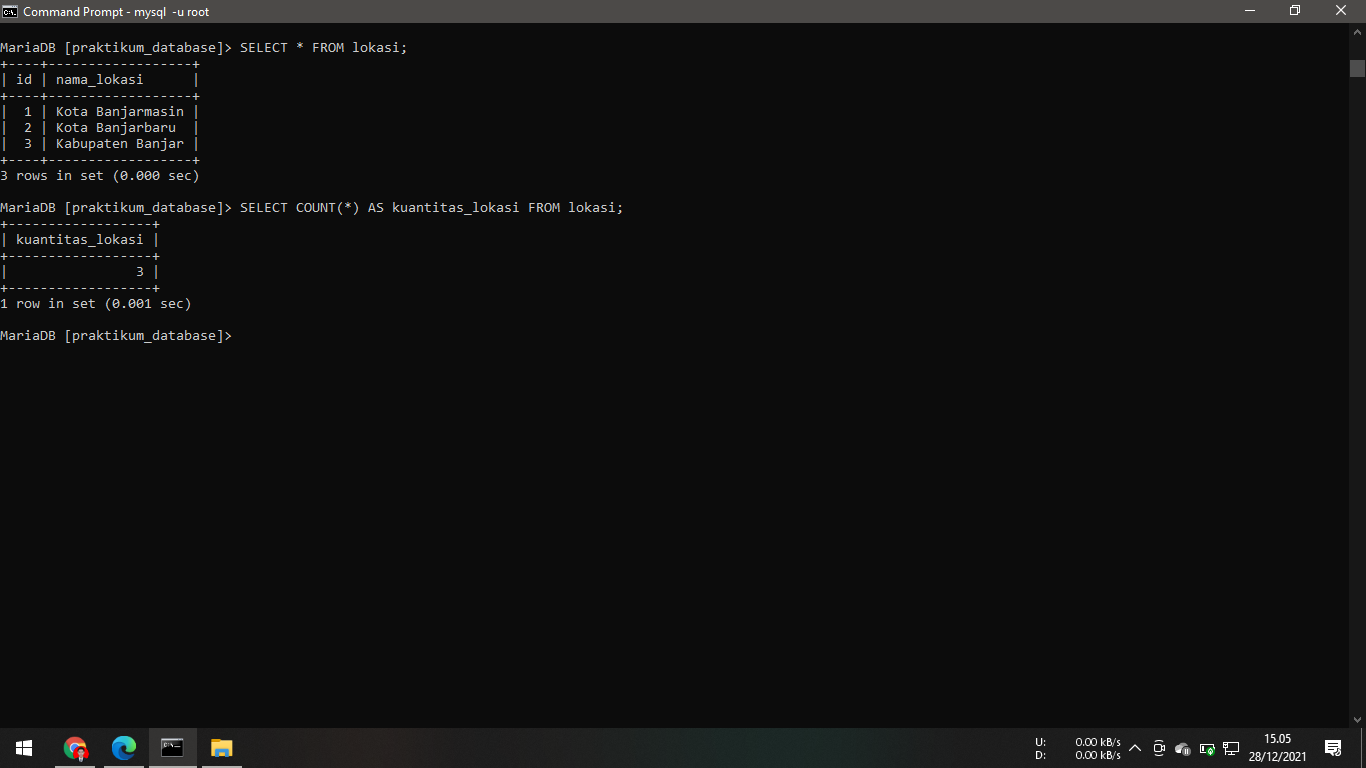 Command Prompt - mysql -u root
MariaDB [praktikum_database]> SELECT * FROM lokasi;
+----+------------------+
| id | nama_lokasi      |
+----+------------------+
|  1 | Kota Banjarmasin |
|  2 | Kota Banjarbaru  |
|  3 | Kabupaten Banjar |
+----+------------------+
3 rows in set (0.000 sec)
MariaDB [praktikum_database]> SELECT COUNT(*) AS kuantitas_lokasi FROM lokasi;
+------------------+
| kuantitas_lokasi |
+------------------+
|                3 |
+------------------+
1 row in set (0.001 sec)
MariaDB [praktikum_database]>
U: 0.00 kB/s
D: 0.00 kB/s
15.05
28/12/2021